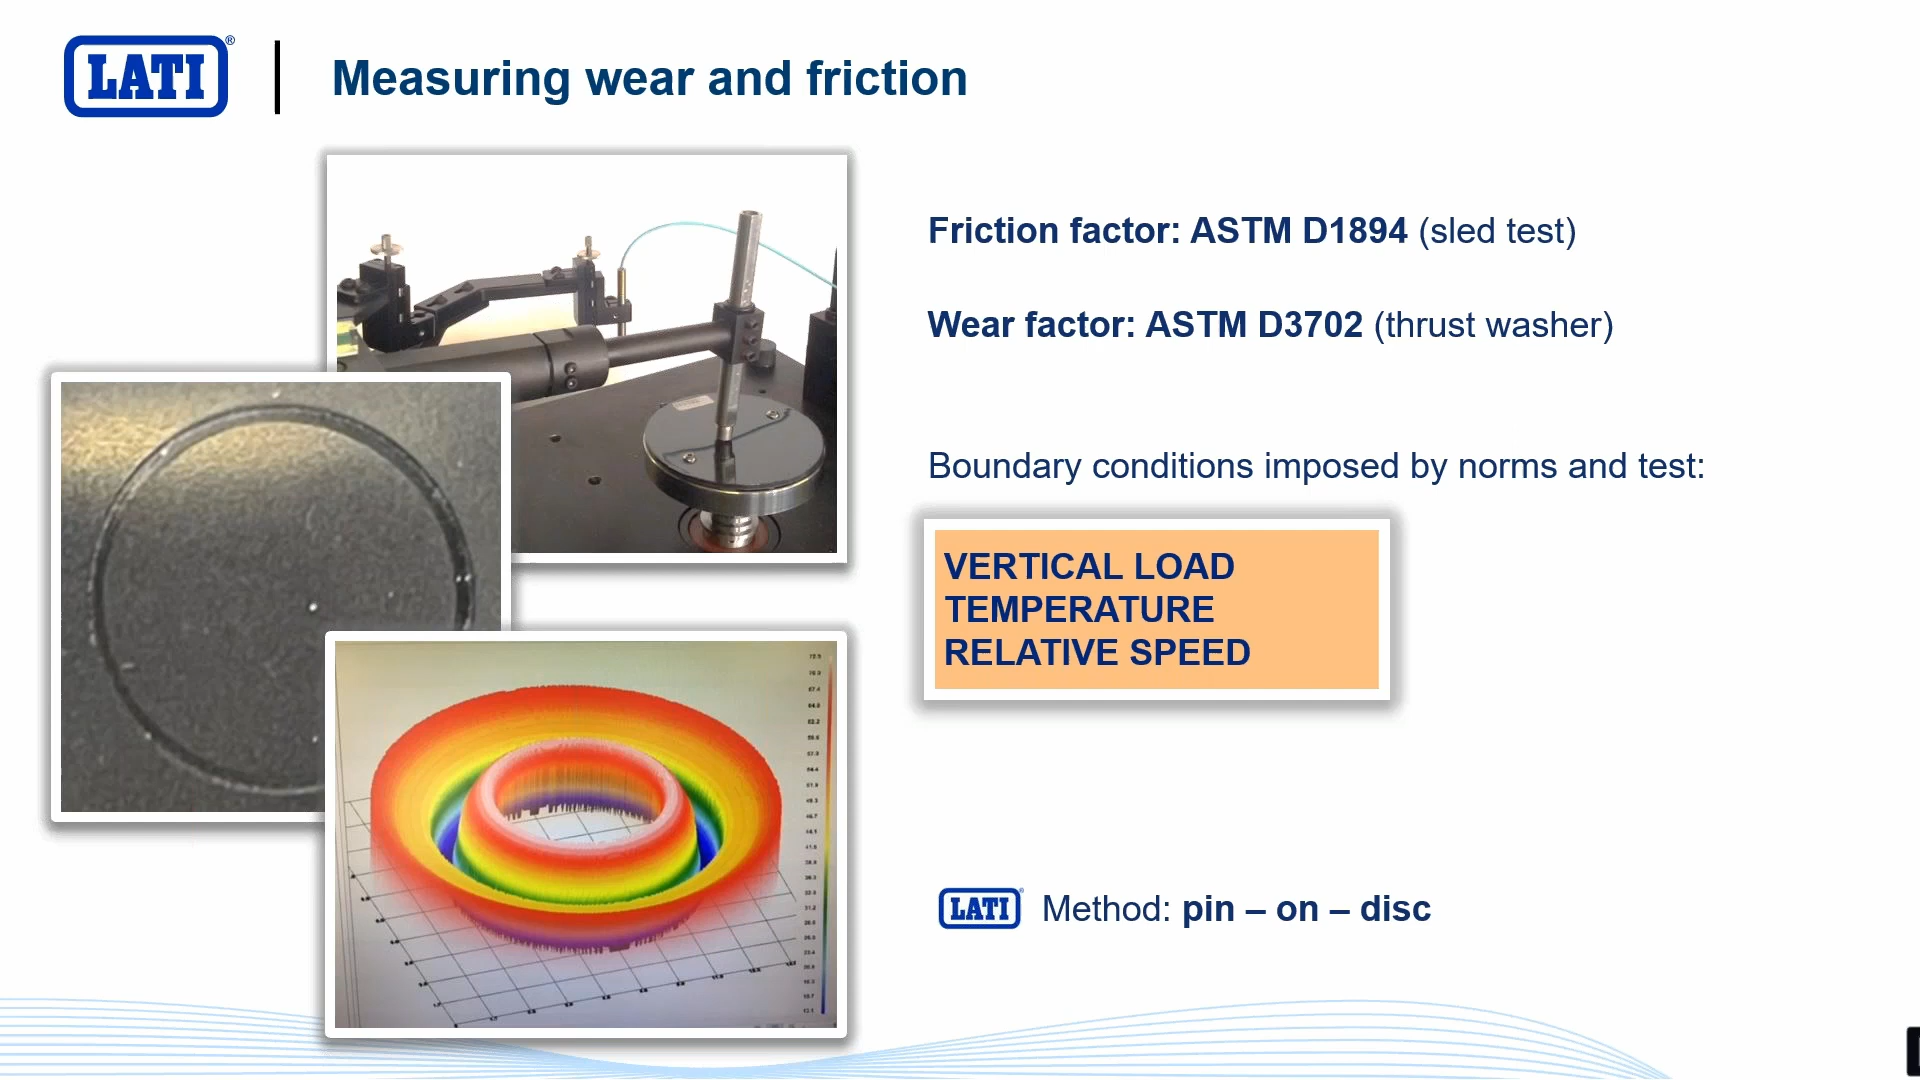 LATI®
Measuring wear and friction
Friction factor: ASTM D1894 (sled test)
Wear factor: ASTM D3702 (thrust washer)
Boundary conditions imposed by norms and test:
VERTICAL LOAD
TEMPERATURE
RELATIVE SPEED
LATI® Method: pin – on – disc